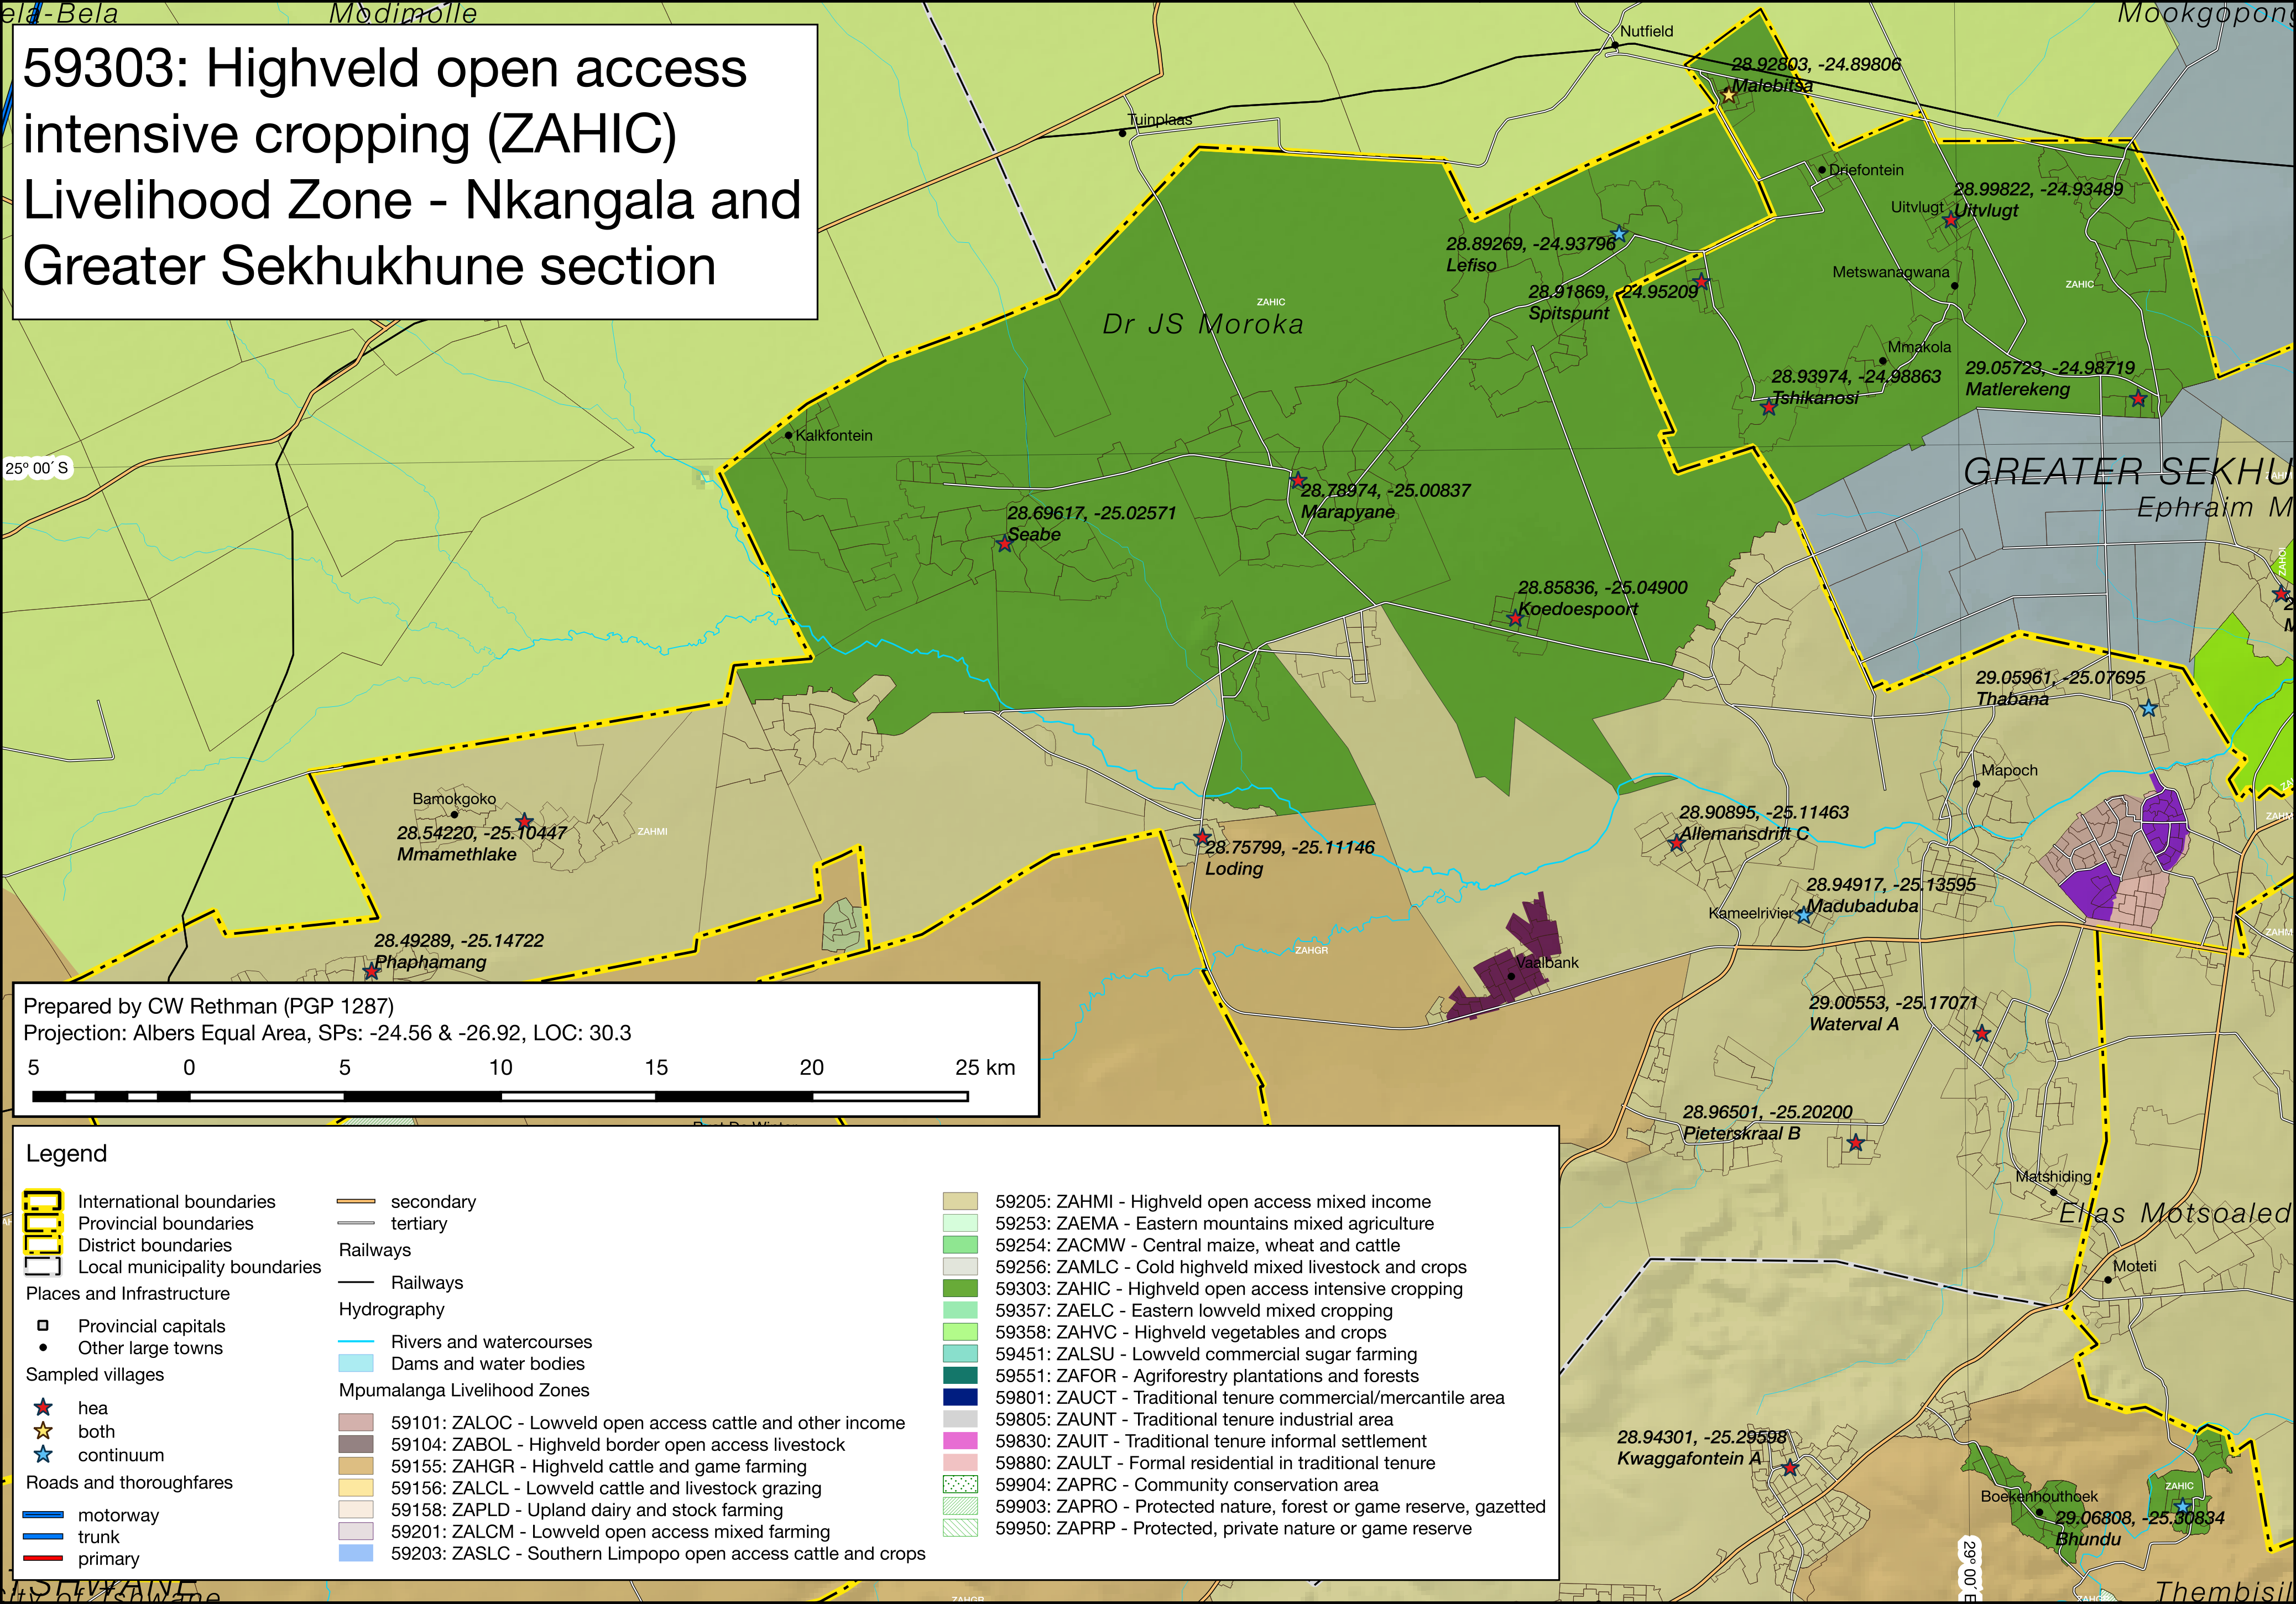 ela-Bela
Modimolle
Mookgopong
59303: Highveld open access
intensive cropping (ZAHIC)
Livelihood Zone - Nkangala and
Greater Sekhukhune section
Nutfield
28.92803, -24.89806
Malebitsa
Tuinplaas
Driefontein
28.99822, -24.93489
Uitvlugt
Uitvlugt
28.89269, -24.93796
Lefiso
Metswanagwana
28.91869, -24.95209
Spitspunt
ZAHIC
ZAHIC
Dr JS Moroka
Mmakola
29.05723, -24.98719
Matlerekeng
28.93974, -24.98863
Tshikanosi
Kalkfontein
25° 00´ S
GREATER SEKHU
Ephraim M
28.78974, -25.00837
Marapyane
28.69617, -25.02571
Seabe
ZAHOI
28.85836, -25.04900
Koedoespoort
29.05961, -25.07695
Thabana
Mapoch
Bamokgoko
28.54220, -25.10447
Mmamethlake
ZAHMI
28.90895, -25.11463
Allemansdrift C
28.75799, -25.11146
Loding
28.94917, -25.13595
Madubaduba
Kameelrivier
ZAHM
ZAHM
28.49289, -25.14722
Phaphamang
ZAHGR
Vaalbank
29.00553, -25.17071
Waterval A
Prepared by CW Rethman (PGP 1287)
Projection: Albers Equal Area, SPs: -24.56 & -26.92, LOC: 30.3
5 0 5 10 15 20 25 km
28.96501, -25.20200
Pieterskraal B
Matshiding
Elias Motsoaled
Moteti
28.94301, -25.29598
Kwaggafontein A
Boekenhouthoek
ZAHIC
29.06808, -25.30834
Bhundu
29° 00´ E
Thembisil
TSHWANE
City of Tshwane
ZAHGR
ZAHGR
Legend
International boundaries
Provincial boundaries
District boundaries
Local municipality boundaries
Places and Infrastructure
Provincial capitals
Other large towns
Sampled villages
hea
both
continuum
Roads and thoroughfares
motorway
trunk
primary
secondary
tertiary
Railways
Railways
Hydrography
Rivers and watercourses
Dams and water bodies
Mpumalanga Livelihood Zones
59101: ZALOC - Lowveld open access cattle and other income
59104: ZABOL - Highveld border open access livestock
59155: ZAHGR - Highveld cattle and game farming
59156: ZALCL - Lowveld cattle and livestock grazing
59158: ZAPLD - Upland dairy and stock farming
59201: ZALCM - Lowveld open access mixed farming
59203: ZASLC - Southern Limpopo open access cattle and crops
59205: ZAHMI - Highveld open access mixed income
59253: ZAEMA - Eastern mountains mixed agriculture
59254: ZACMW - Central maize, wheat and cattle
59256: ZAMLC - Cold highveld mixed livestock and crops
59303: ZAHIC - Highveld open access intensive cropping
59357: ZAELC - Eastern lowveld mixed cropping
59358: ZAHVC - Highveld vegetables and crops
59451: ZALSU - Lowveld commercial sugar farming
59551: ZAFOR - Agriforestry plantations and forests
59801: ZAUCT - Traditional tenure commercial/mercantile area
59805: ZAUNT - Traditional tenure industrial area
59830: ZAUIT - Traditional tenure informal settlement
59880: ZAULT - Formal residential in traditional tenure
59904: ZAPRC - Community conservation area
59903: ZAPRO - Protected nature, forest or game reserve, gazetted
59950: ZAPRP - Protected, private nature or game reserve